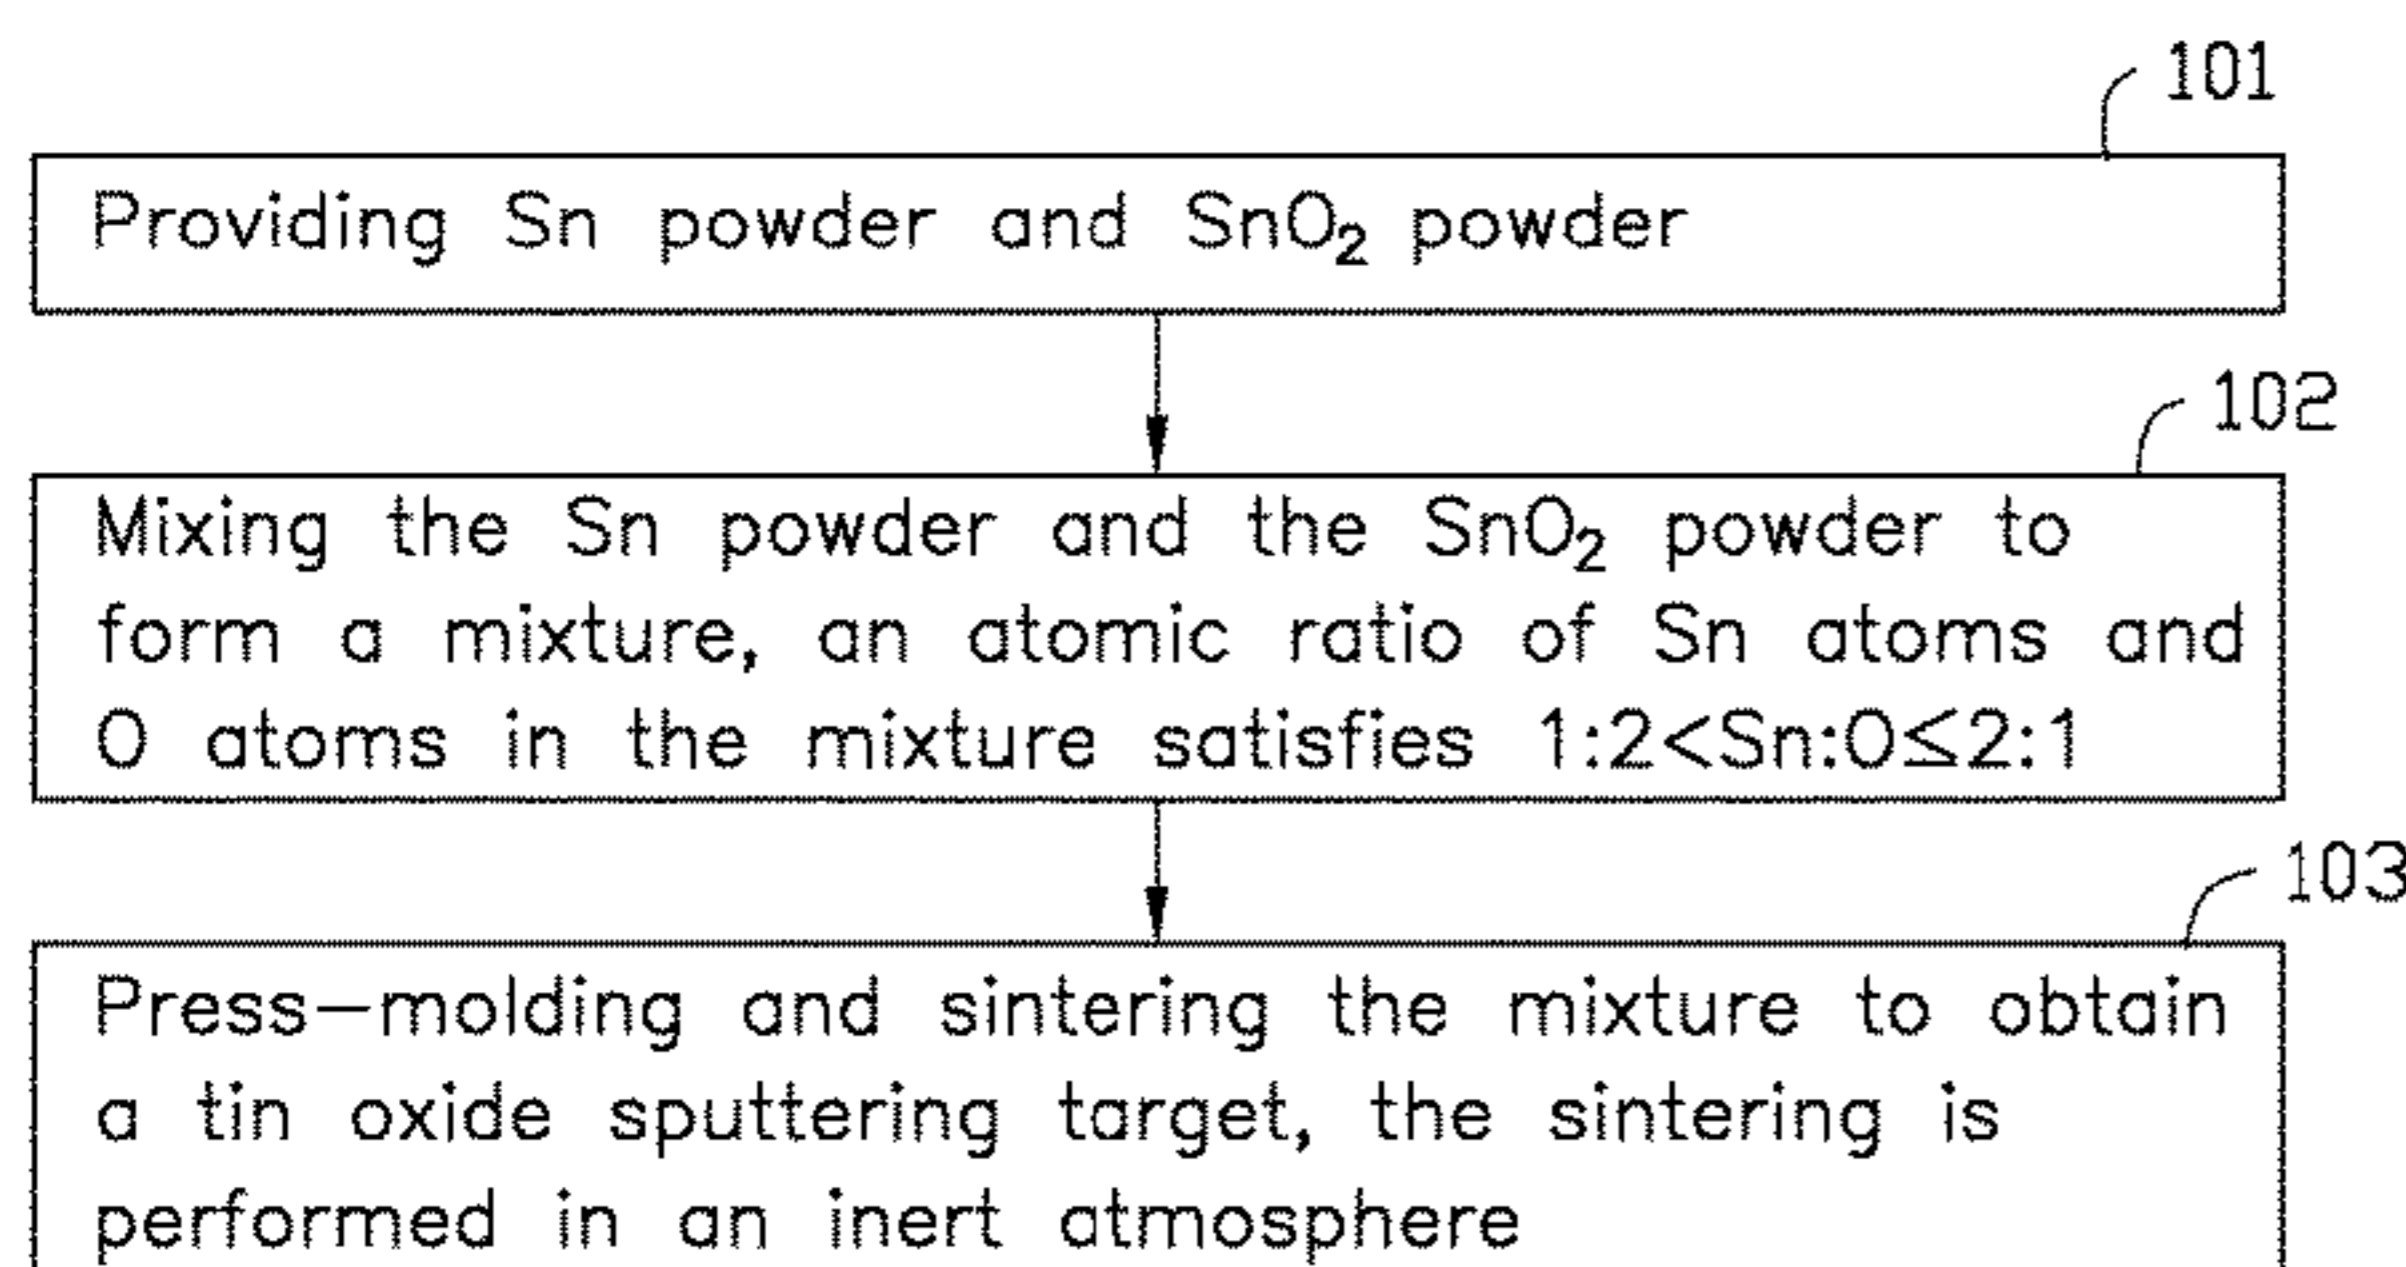 101
Providing Sn powder and SnO₂ powder
102
Mixing the Sn powder and the SnO₂ powder to
form a mixture, an atomic ratio of Sn atoms and
O atoms in the mixture satisfies 1:2<Sn:O≤2:1
103
Press-molding and sintering the mixture to obtain
a tin oxide sputtering target, the sintering is
performed in an inert atmosphere